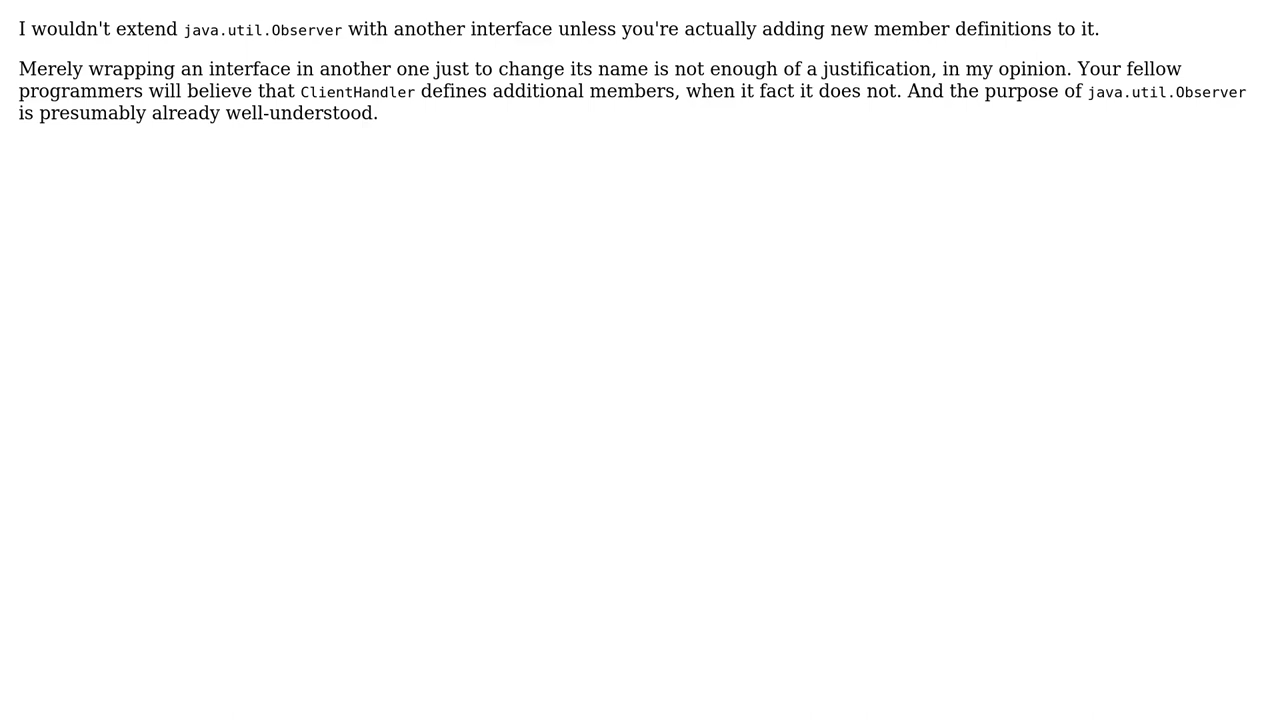 I wouldn't extend java.util.Observer with another interface unless you're actually adding new member definitions to it.
Merely wrapping an interface in another one just to change its name is not enough of a justification, in my opinion. Your fellow
programmers will believe that ClientHandler defines additional members, when it fact it does not. And the purpose of java.util.Observer
is presumably already well-understood.